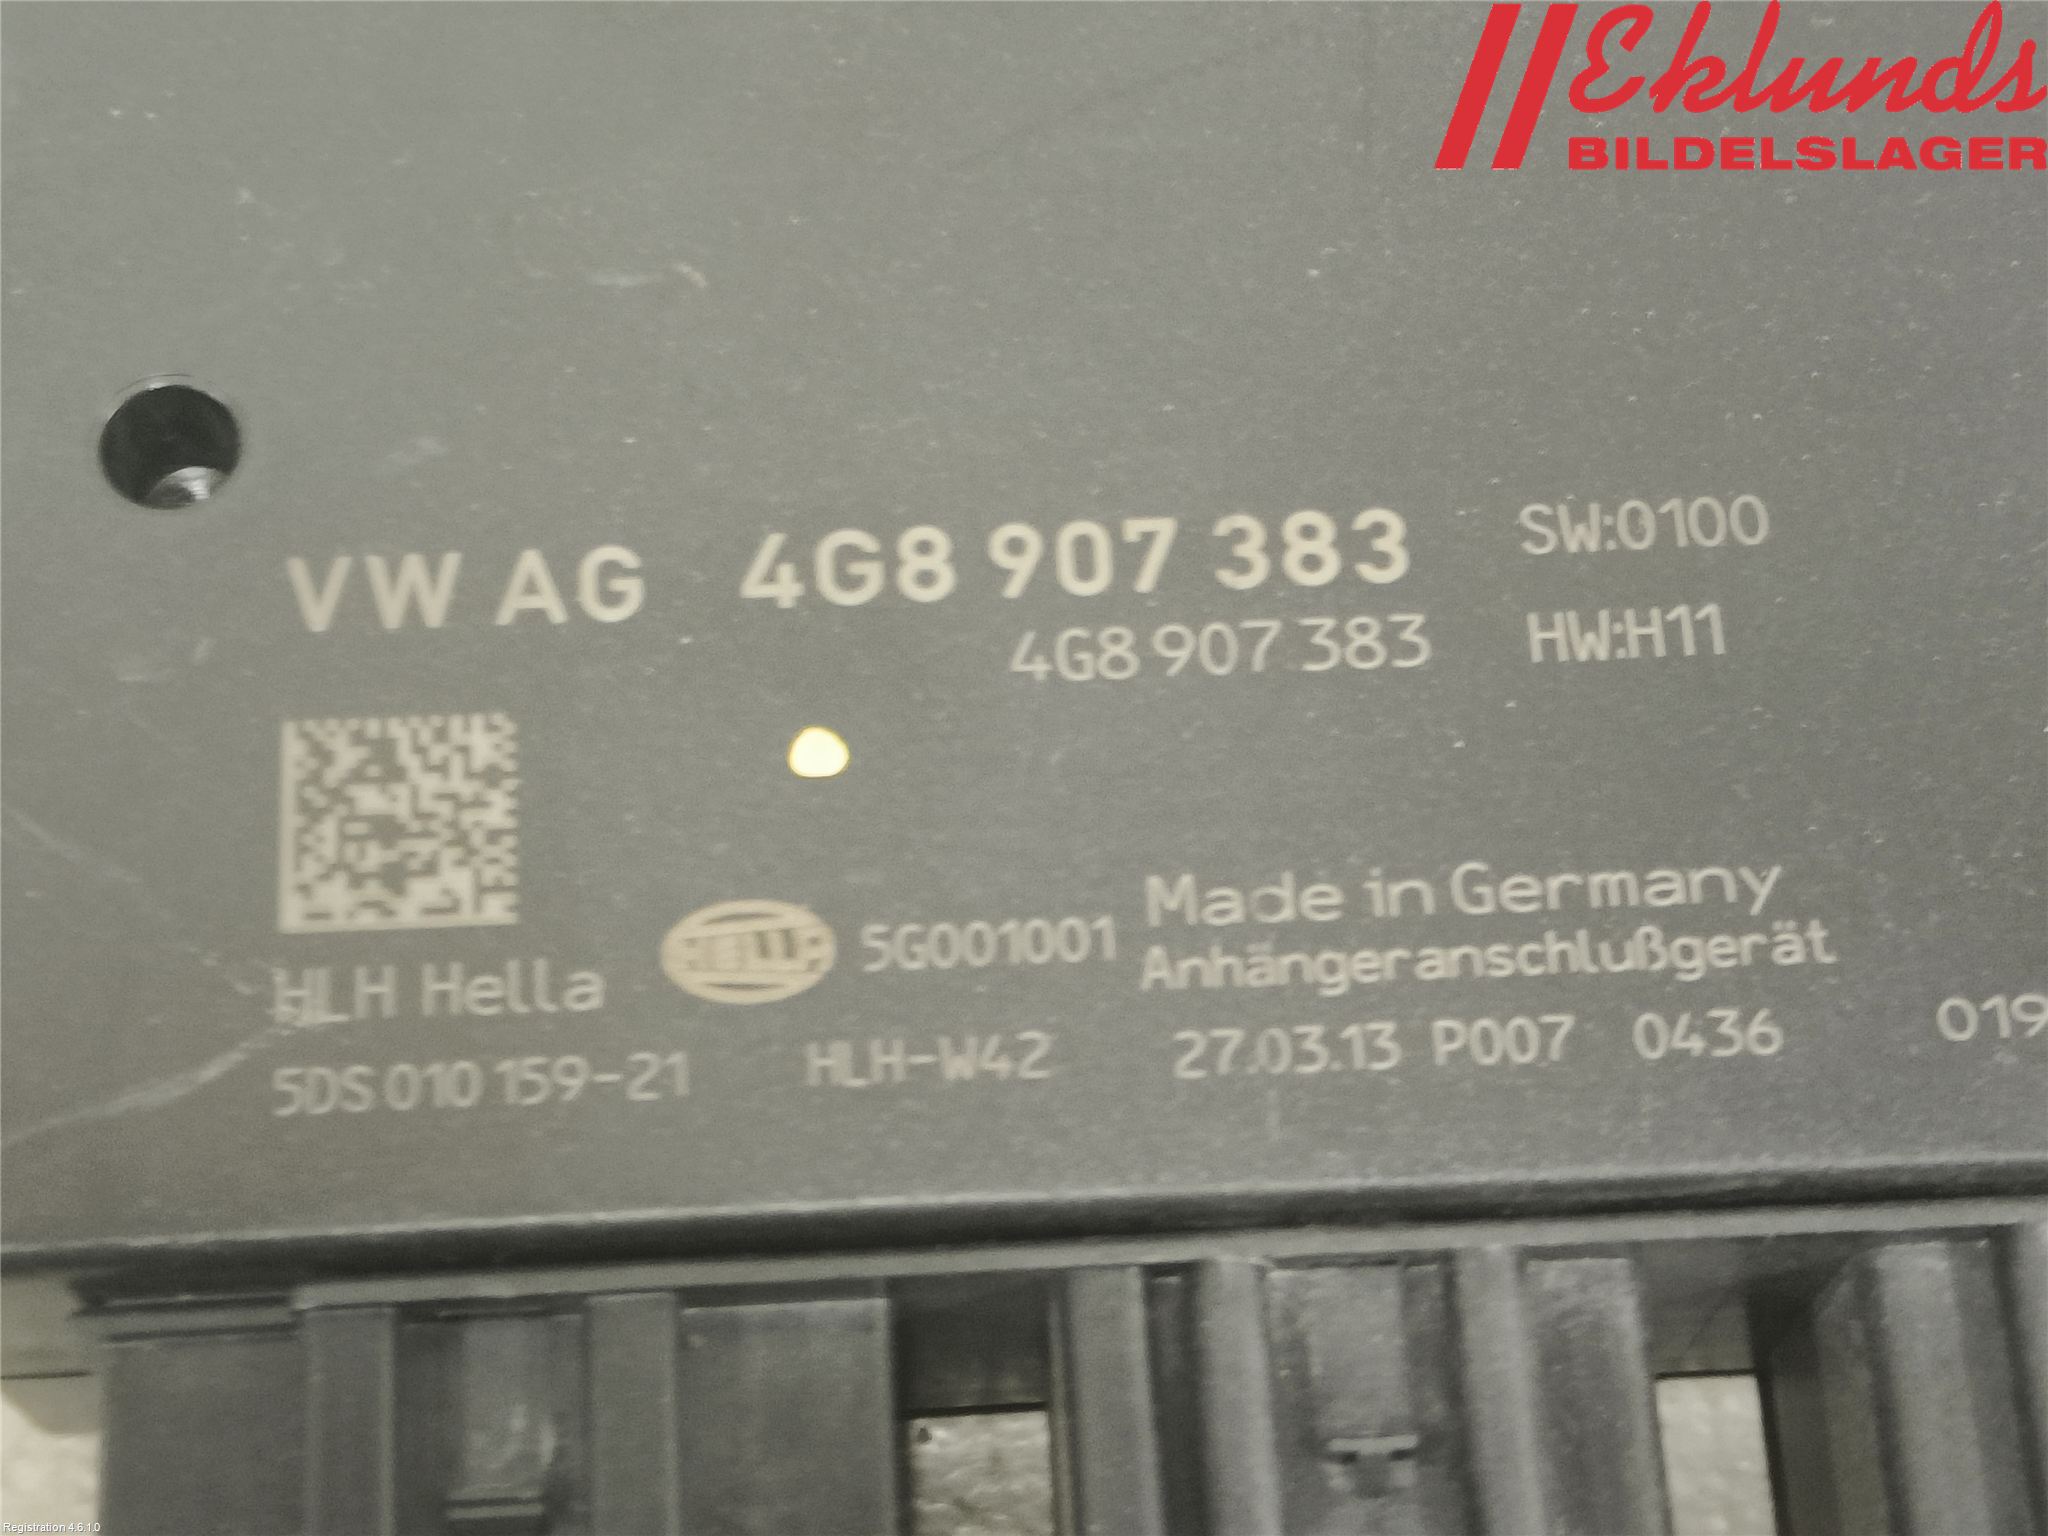 Eklunds
BILDELSLAGER
VW AG 4G8 907 383 SW:0100
4G8 907 383 HW:H11
HELLA 5G001001 Made in Germany
HLH Hella Anhängeranschlußgerät
5DS 010 159-21 HLH-W42 27.03.13 P007 0436 019
Registration 4.6.1.0